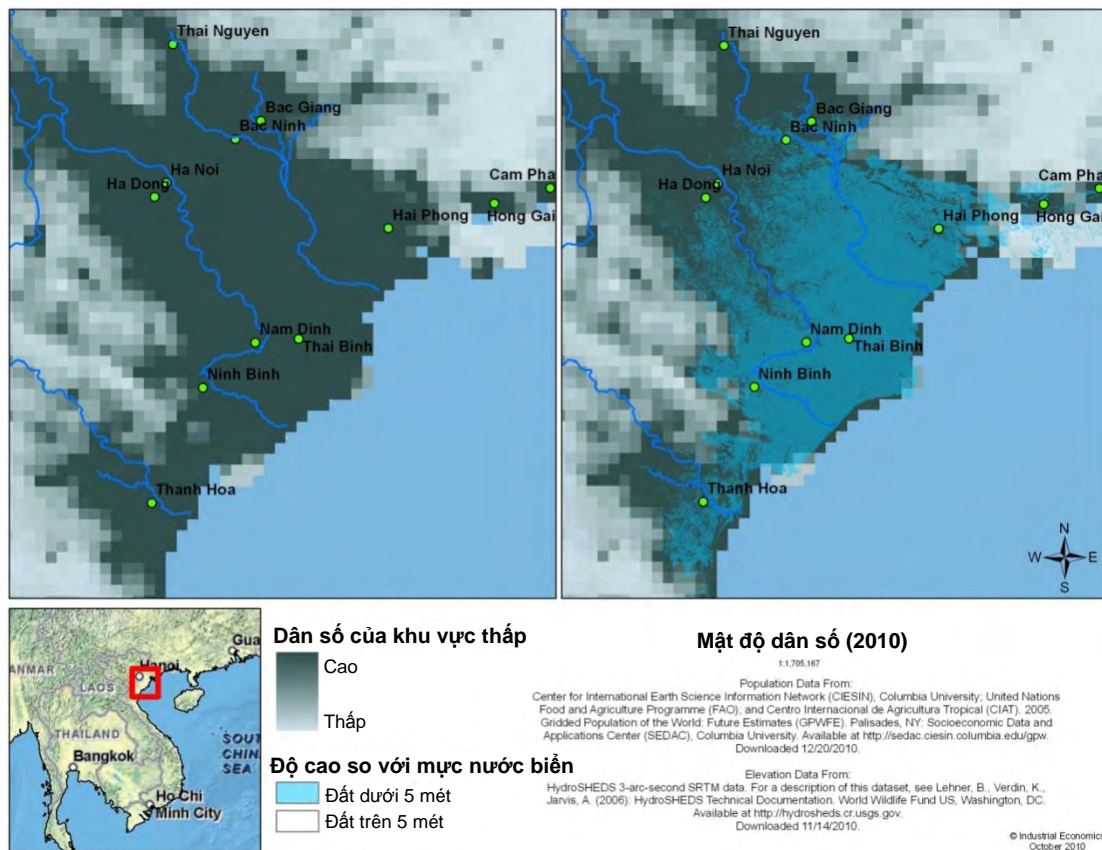 Thai Nguyen
Bac Giang
Bac Ninh
Ha Noi
Ha Dong
Cam Pha
Hong Gai
Hai Phong
Nam Dinh
Thai Binh
Ninh Binh
Thanh Hoa
Thai Nguyen
Bac Giang
Bac Ninh
Ha Noi
Ha Dong
Cam Pha
Hong Gai
Hai Phong
Nam Dinh
Thai Binh
Ninh Binh
Thanh Hoa
N
W E
S
Gua
ANMAR
Hanoi
LAOS
THAILAND
Bangkok
SOUT
CHIN
SEA
Ho Chi
Minh City
Dân số của khu vực thấp
Cao
Thấp
Độ cao so với mực nước biển
Đất dưới 5 mét
Đất trên 5 mét
Mật độ dân số (2010)
1:1,705,167
Population Data From:
Center for International Earth Science Information Network (CIESIN), Columbia University; United Nations
Food and Agriculture Programme (FAO); and Centro Internacional de Agricultura Tropical (CIAT). 2005.
Gridded Population of the World: Future Estimates (GPWFE). Palisades, NY: Socioeconomic Data and
Applications Center (SEDAC), Columbia University. Available at http://sedac.ciesin.columbia.edu/gpw.
Downloaded 12/20/2010.
Elevation Data From:
HydroSHEDS 3-arc-second SRTM data. For a description of this dataset, see Lehner, B., Verdin, K.,
Jarvis, A. (2006): HydroSHEDS Technical Documentation. World Wildlife Fund US, Washington, DC.
Available at http://hydrosheds.cr.usgs.gov.
Downloaded 11/14/2010.
© Industrial Economics
October 2010